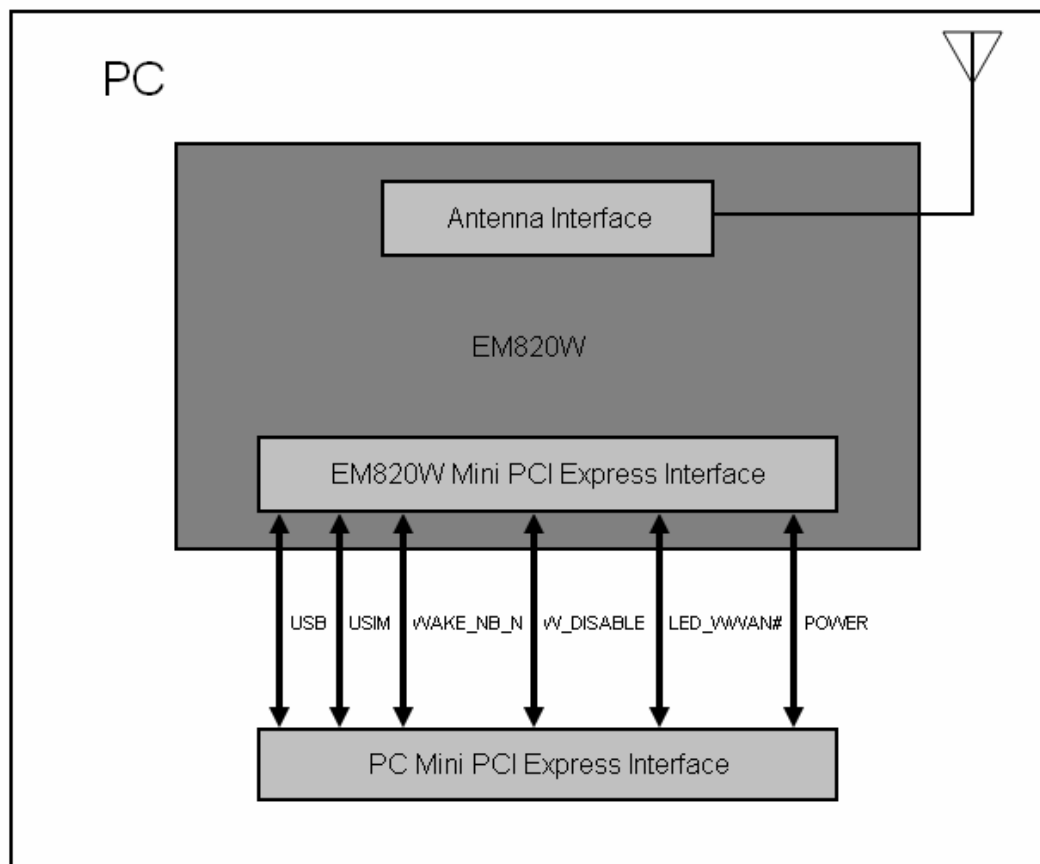 PC
Antenna Interface
EM820W
EM820W Mini PCI Express Interface
USB USIM WAKE_NB_N W_DISABLE LED_WWAN# POWER
PC Mini PCI Express Interface